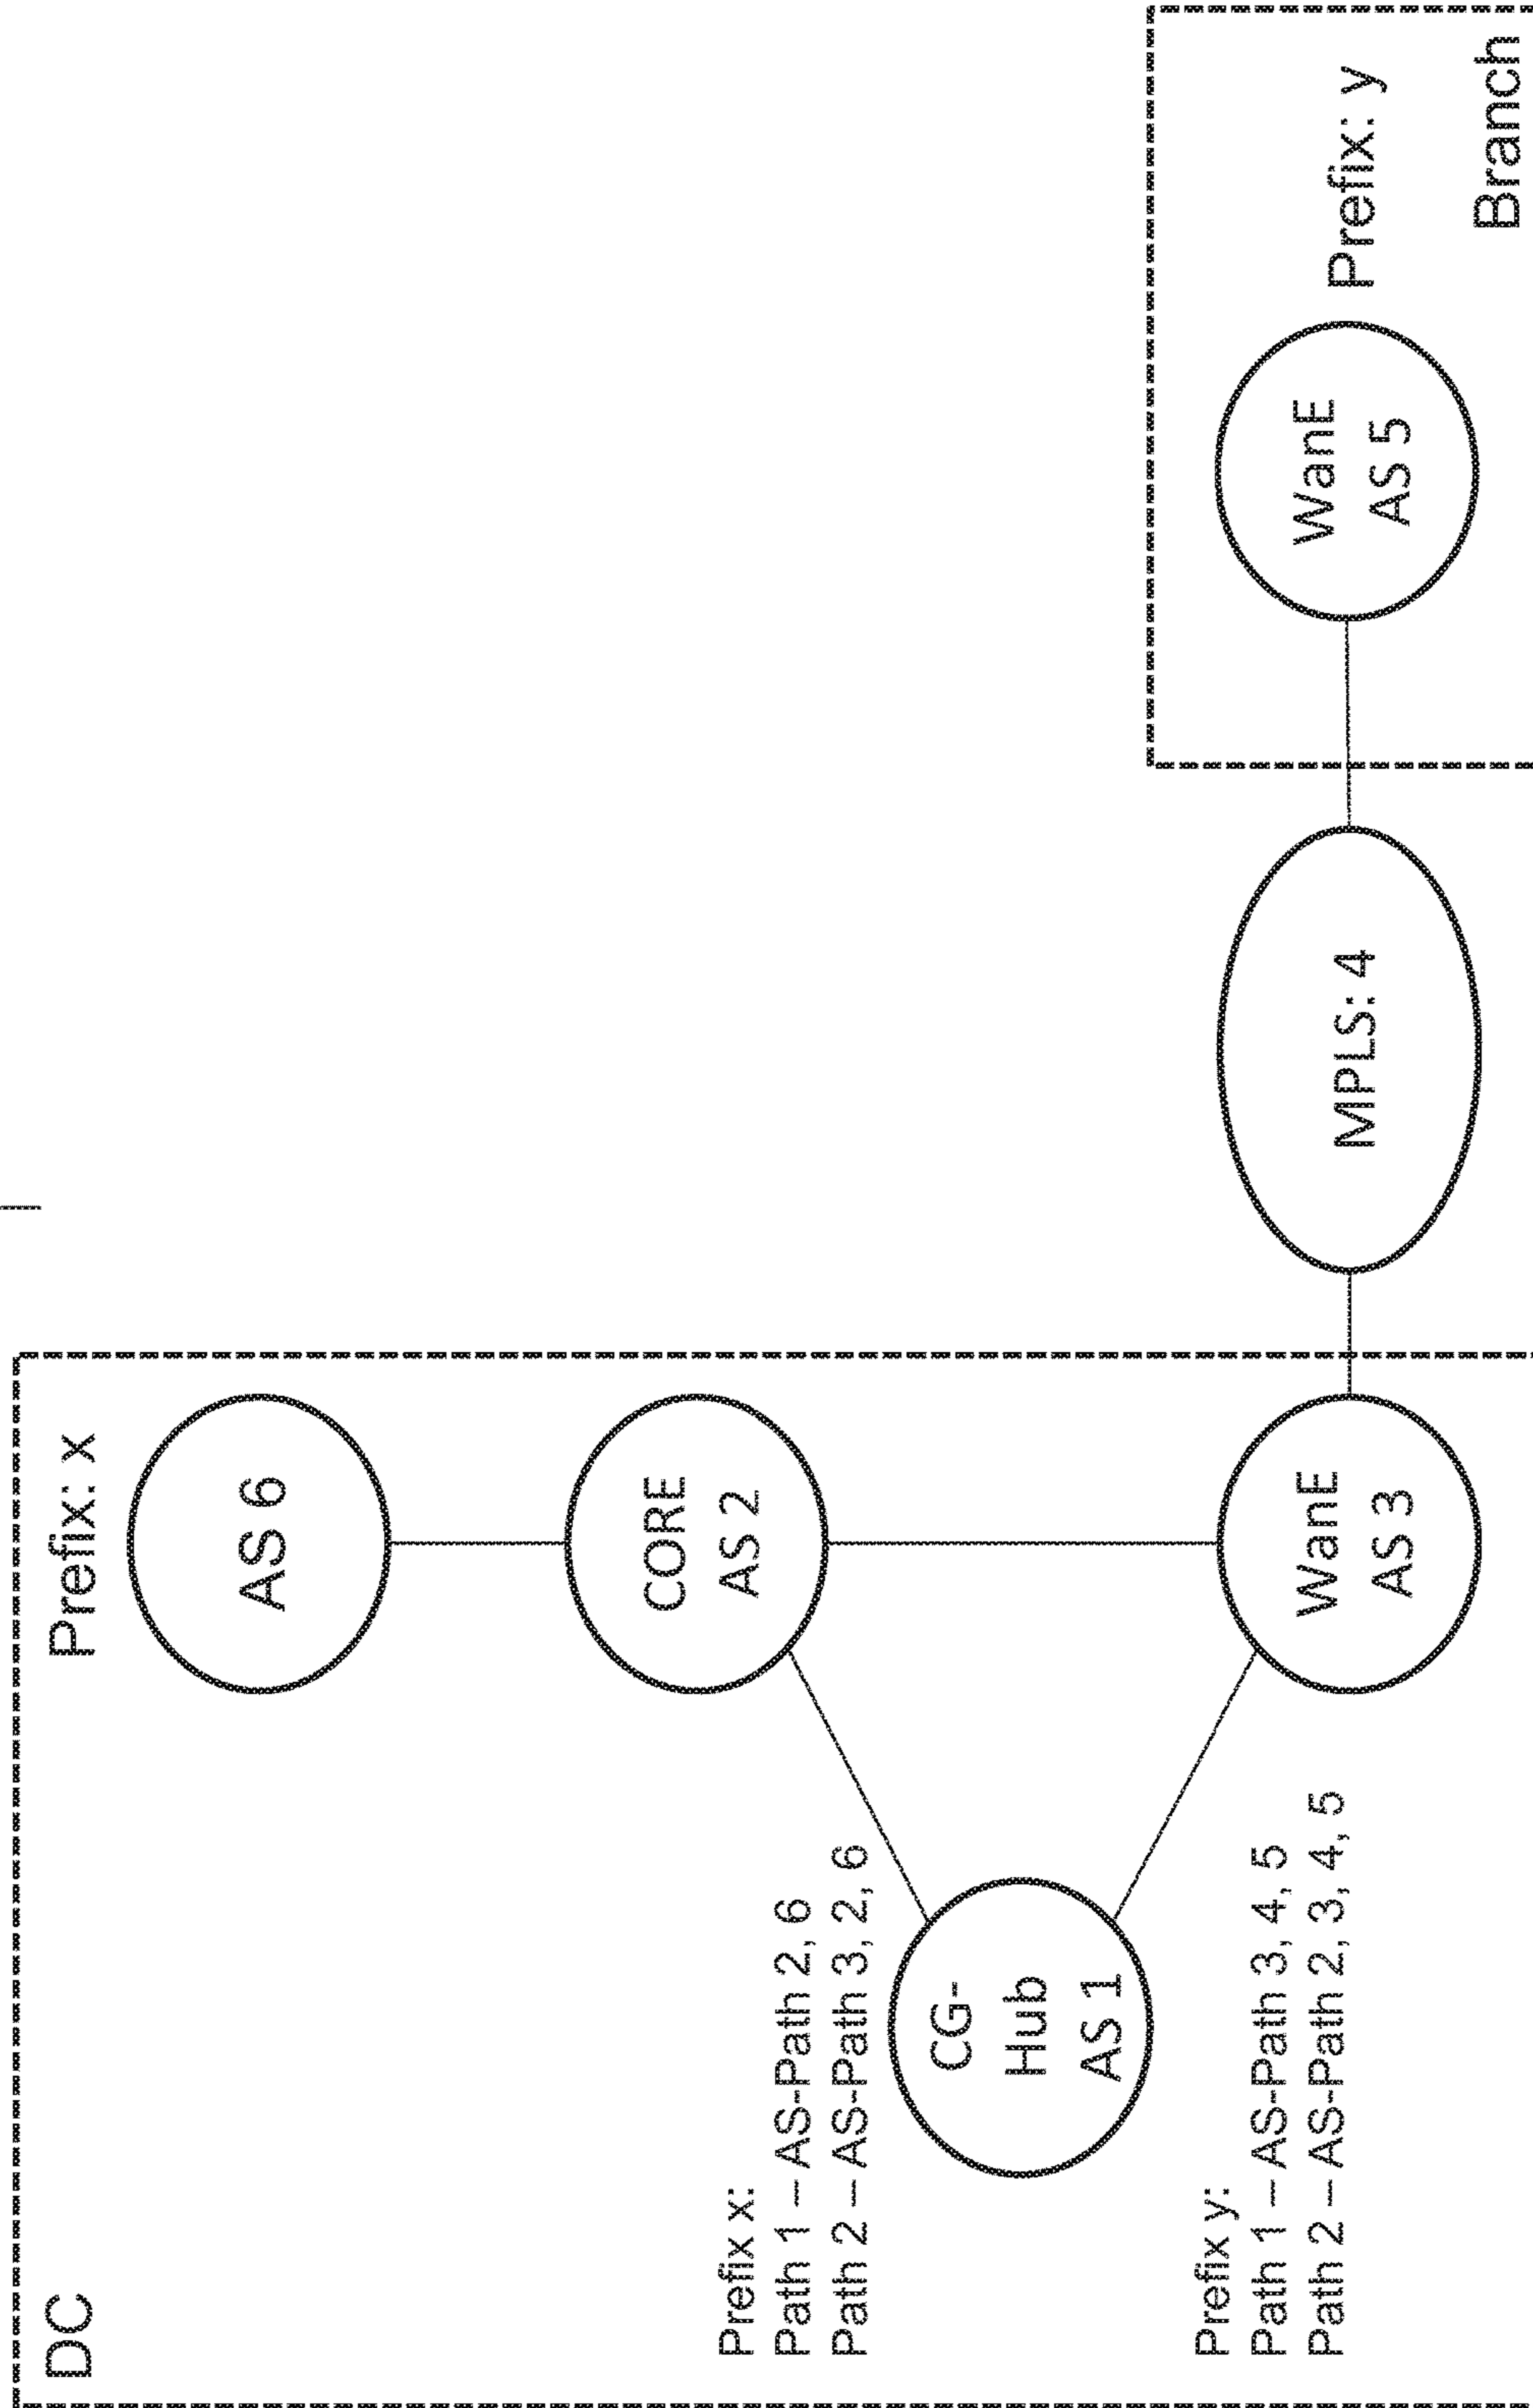 DC
Prefix: x
AS 6
CORE
AS 2
Prefix x:
Path 1 – AS-Path 2, 6
Path 2 – AS-Path 3, 2, 6
CG-
Hub
AS 1
Prefix y:
Path 1 – AS-Path 3, 4, 5
Path 2 – AS-Path 2, 3, 4, 5
WanE
AS 3
MPLS: 4
WanE
AS 5
Prefix: y
Branch